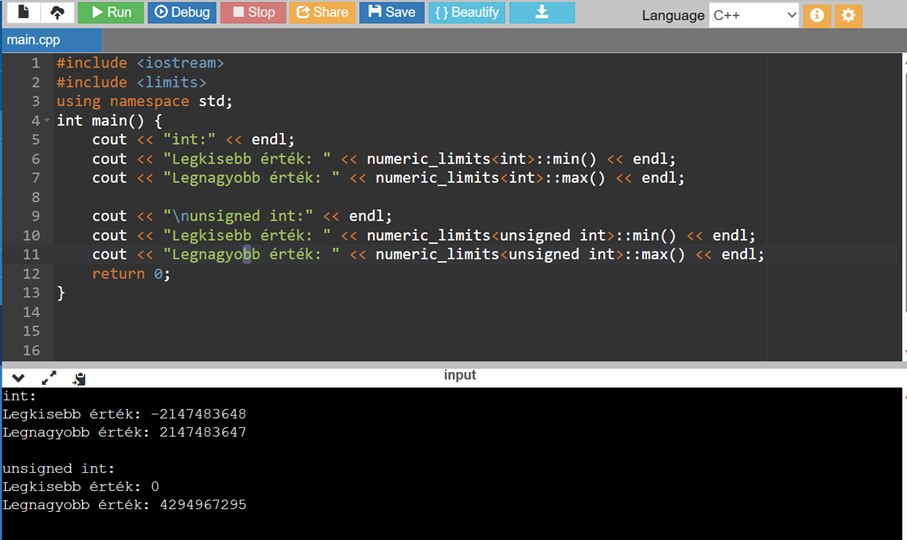 Run Debug Stop Share Save { } Beautify Language C++
main.cpp
1 #include <iostream>
2 #include <limits>
3 using namespace std;
4 int main() {
5 cout << "int:" << endl;
6 cout << "Legkisebb érték: " << numeric_limits<int>::min() << endl;
7 cout << "Legnagyobb érték: " << numeric_limits<int>::max() << endl;
8
9 cout << "\nunsigned int:" << endl;
10 cout << "Legkisebb érték: " << numeric_limits<unsigned int>::min() << endl;
11 cout << "Legnagyobb érték: " << numeric_limits<unsigned int>::max() << endl;
12 return 0;
13 }
14
15
16
input
int:
Legkisebb érték: -2147483648
Legnagyobb érték: 2147483647
unsigned int:
Legkisebb érték: 0
Legnagyobb érték: 4294967295